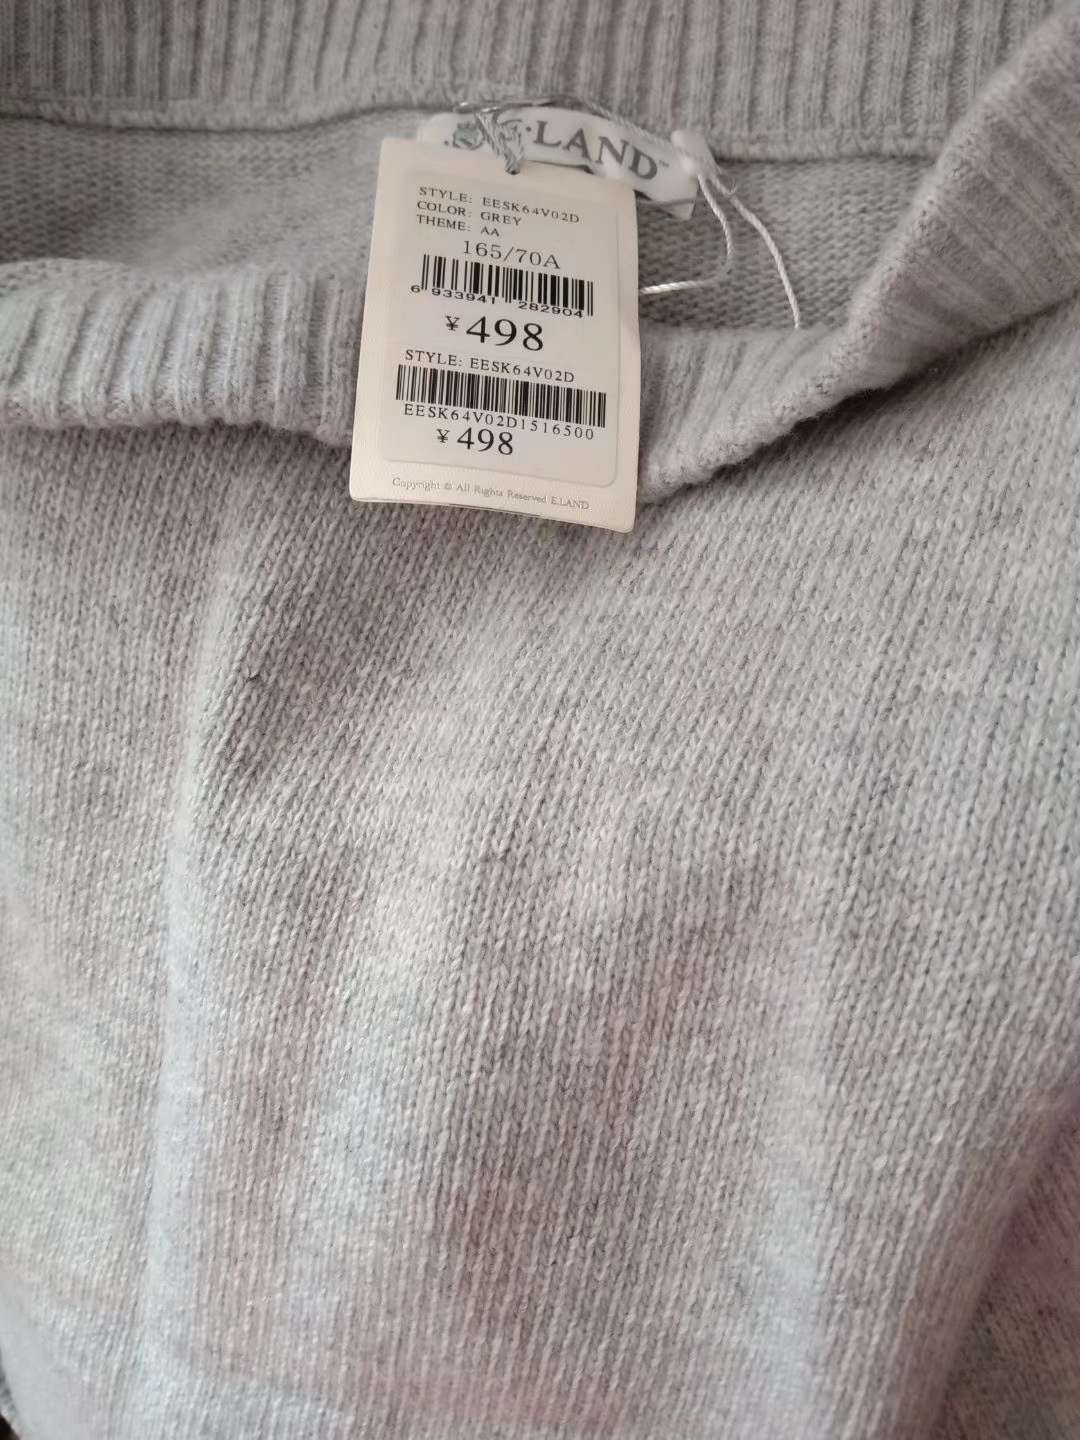 E·LAND™
STYLE: EESK64V02D
COLOR: GREY
THEME: AA
165/70A
6 933941 282904
¥498
STYLE: EESK64V02D
EESK64V02D1516500
¥498
Copyright © All Rights Reserved E.LAND